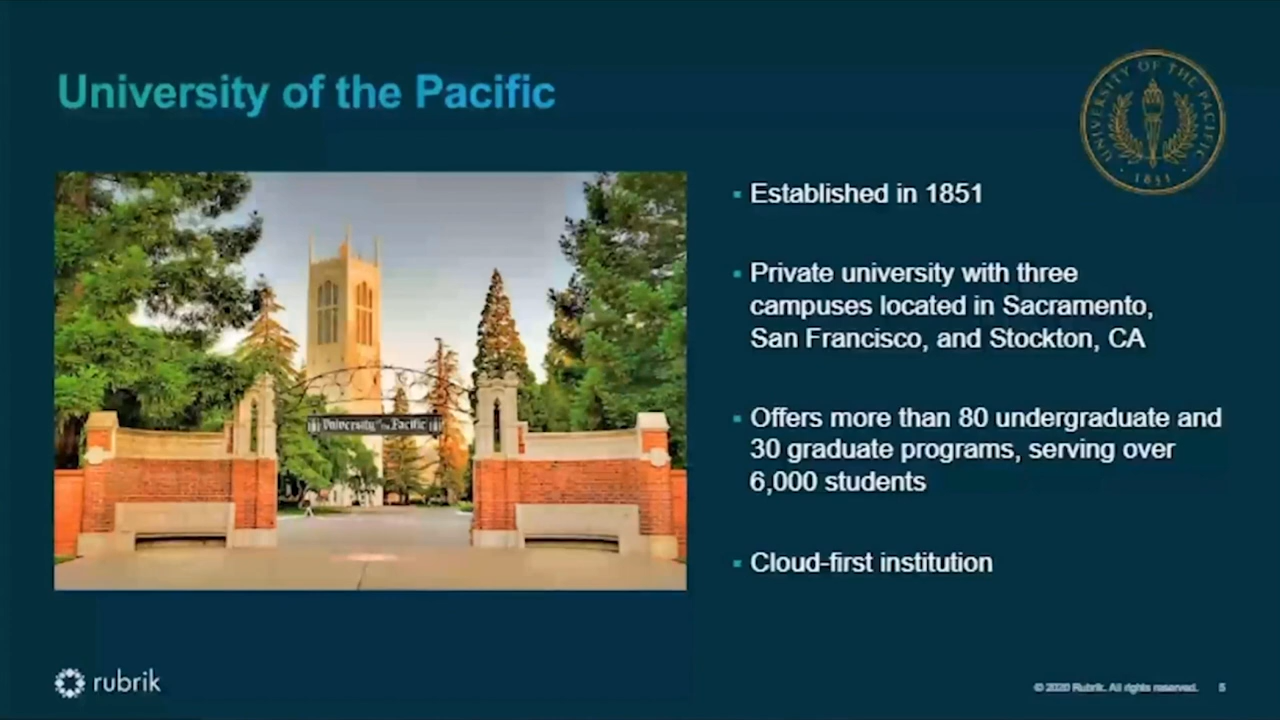 University of the Pacific
UNIVERSITY OF THE PACIFIC
1851
▪ Established in 1851
▪ Private university with three
campuses located in Sacramento,
San Francisco, and Stockton, CA
▪ Offers more than 80 undergraduate and
30 graduate programs, serving over
6,000 students
▪ Cloud-first institution
University of the Pacific
rubrik
© 2020 Rubrik. All rights reserved. 5